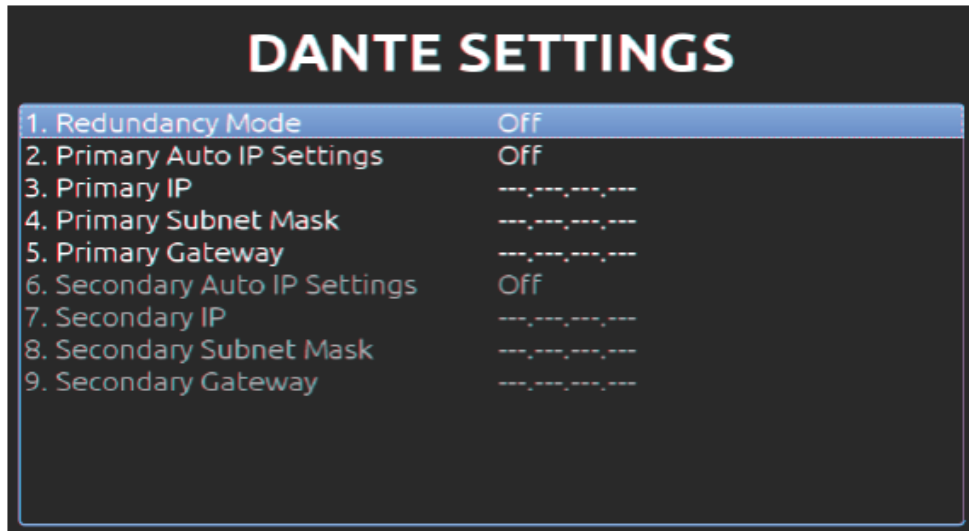 DANTE SETTINGS
1. Redundancy Mode Off
2. Primary Auto IP Settings Off
3. Primary IP ---.---.---.---
4. Primary Subnet Mask ---.---.---.---
5. Primary Gateway ---.---.---.---
6. Secondary Auto IP Settings Off
7. Secondary IP ---.---.---.---
8. Secondary Subnet Mask ---.---.---.---
9. Secondary Gateway ---.---.---.---